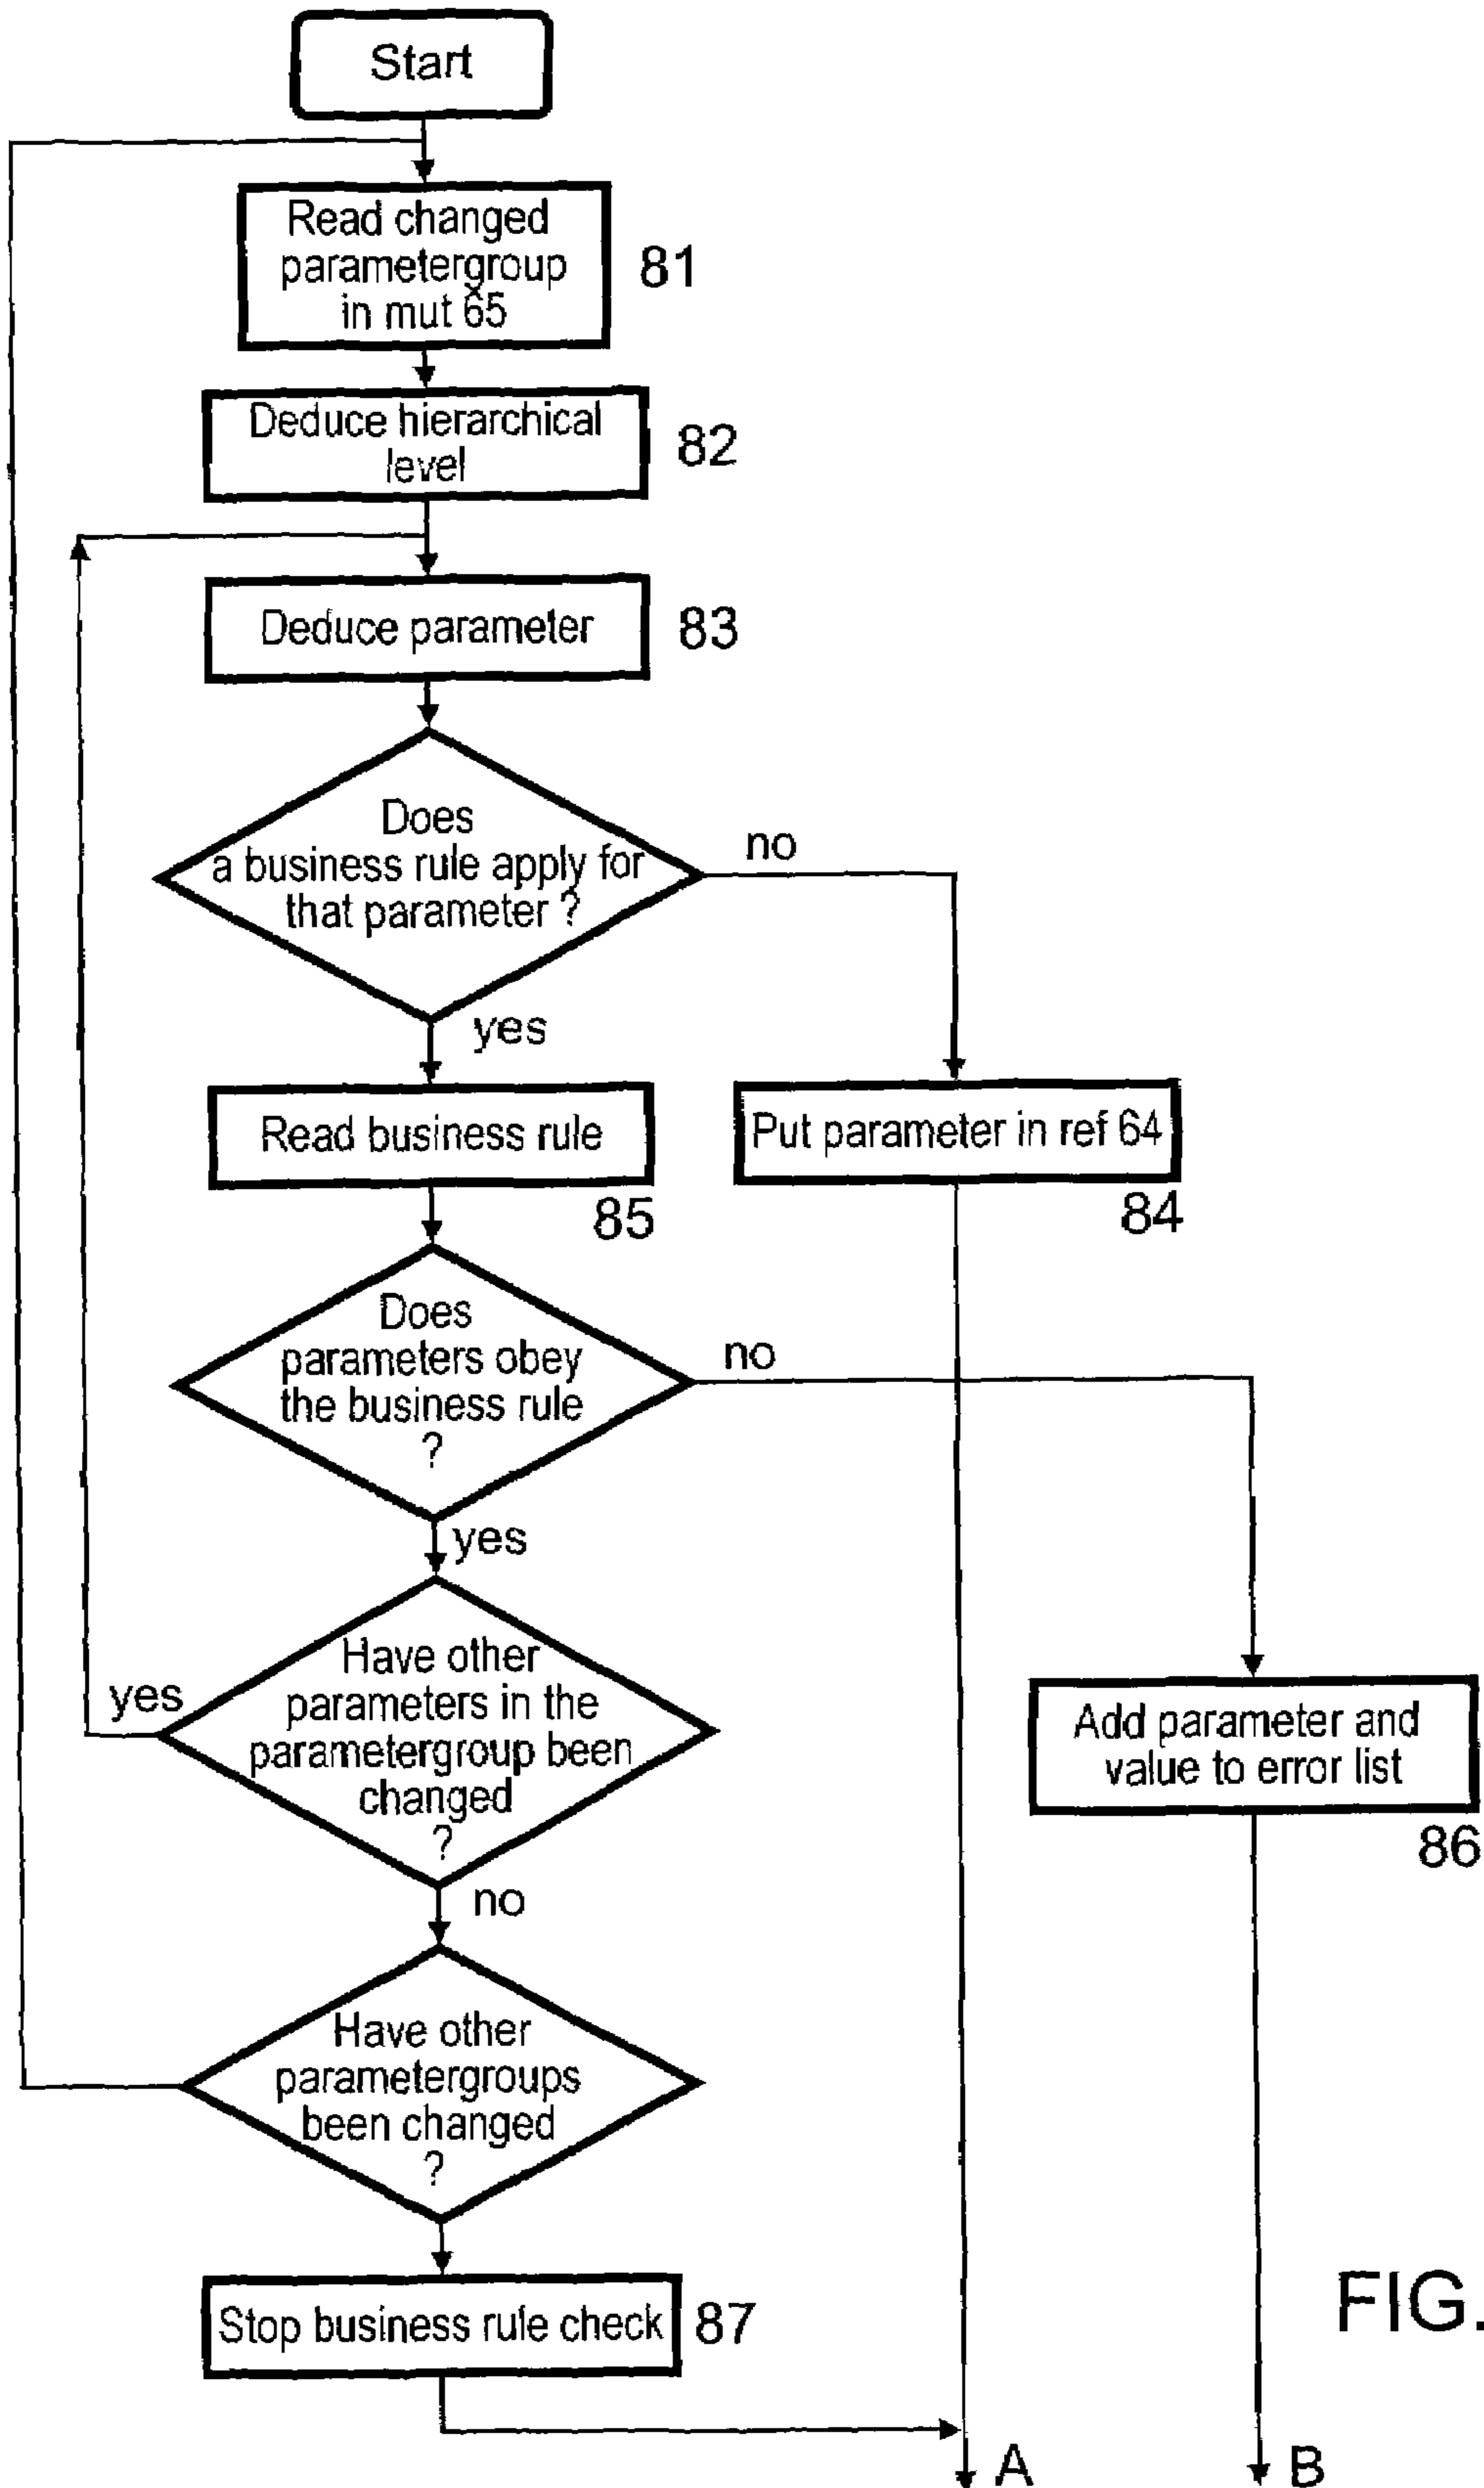 Start
Read changed
parametergroup
in mut 65
81
Deduce hierarchical
level
82
Deduce parameter
83
Does
a business rule apply for
that parameter ?
no
yes
Read business rule
85
Put parameter in ref 64
84
Does
parameters obey
the business rule
?
no
yes
Have other
parameters in the
parametergroup been
changed
?
yes
no
Add parameter and
value to error list
86
Have other
parametergroups
been changed
?
Stop business rule check
87
FIG.
A
B